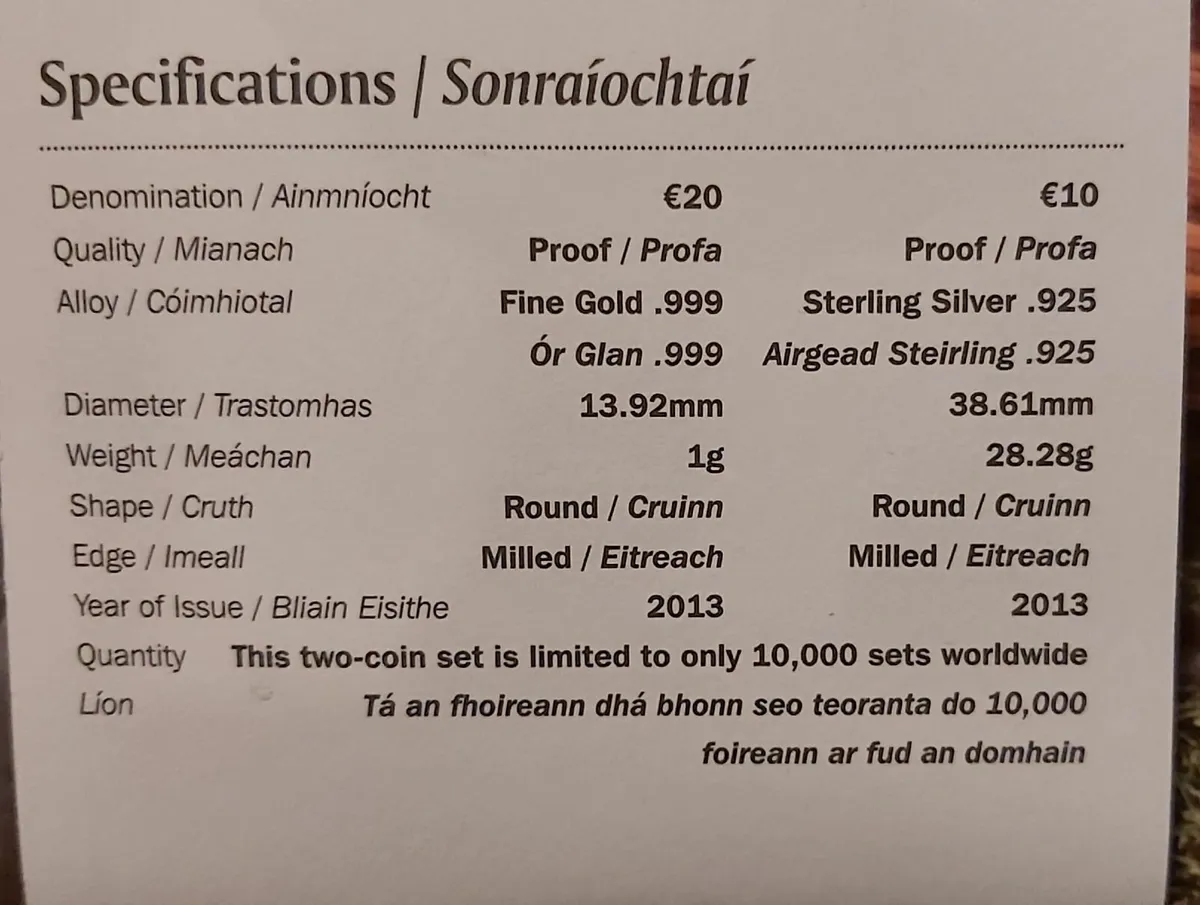 Specifications / Sonraíochtaí
Denomination / Ainmníocht €20 €10
Quality / Mianach Proof / Profa Proof / Profa
Alloy / Cóimhiotal Fine Gold .999 Sterling Silver .925
Ór Glan .999 Airgead Steirling .925
Diameter / Trastomhas 13.92mm 38.61mm
Weight / Meáchan 1g 28.28g
Shape / Cruth Round / Cruinn Round / Cruinn
Edge / Imeall Milled / Eitreach Milled / Eitreach
Year of Issue / Bliain Eisithe 2013 2013
Quantity This two-coin set is limited to only 10,000 sets worldwide
Líon Tá an fhoireann dhá bhonn seo teoranta do 10,000
foireann ar fud an domhain